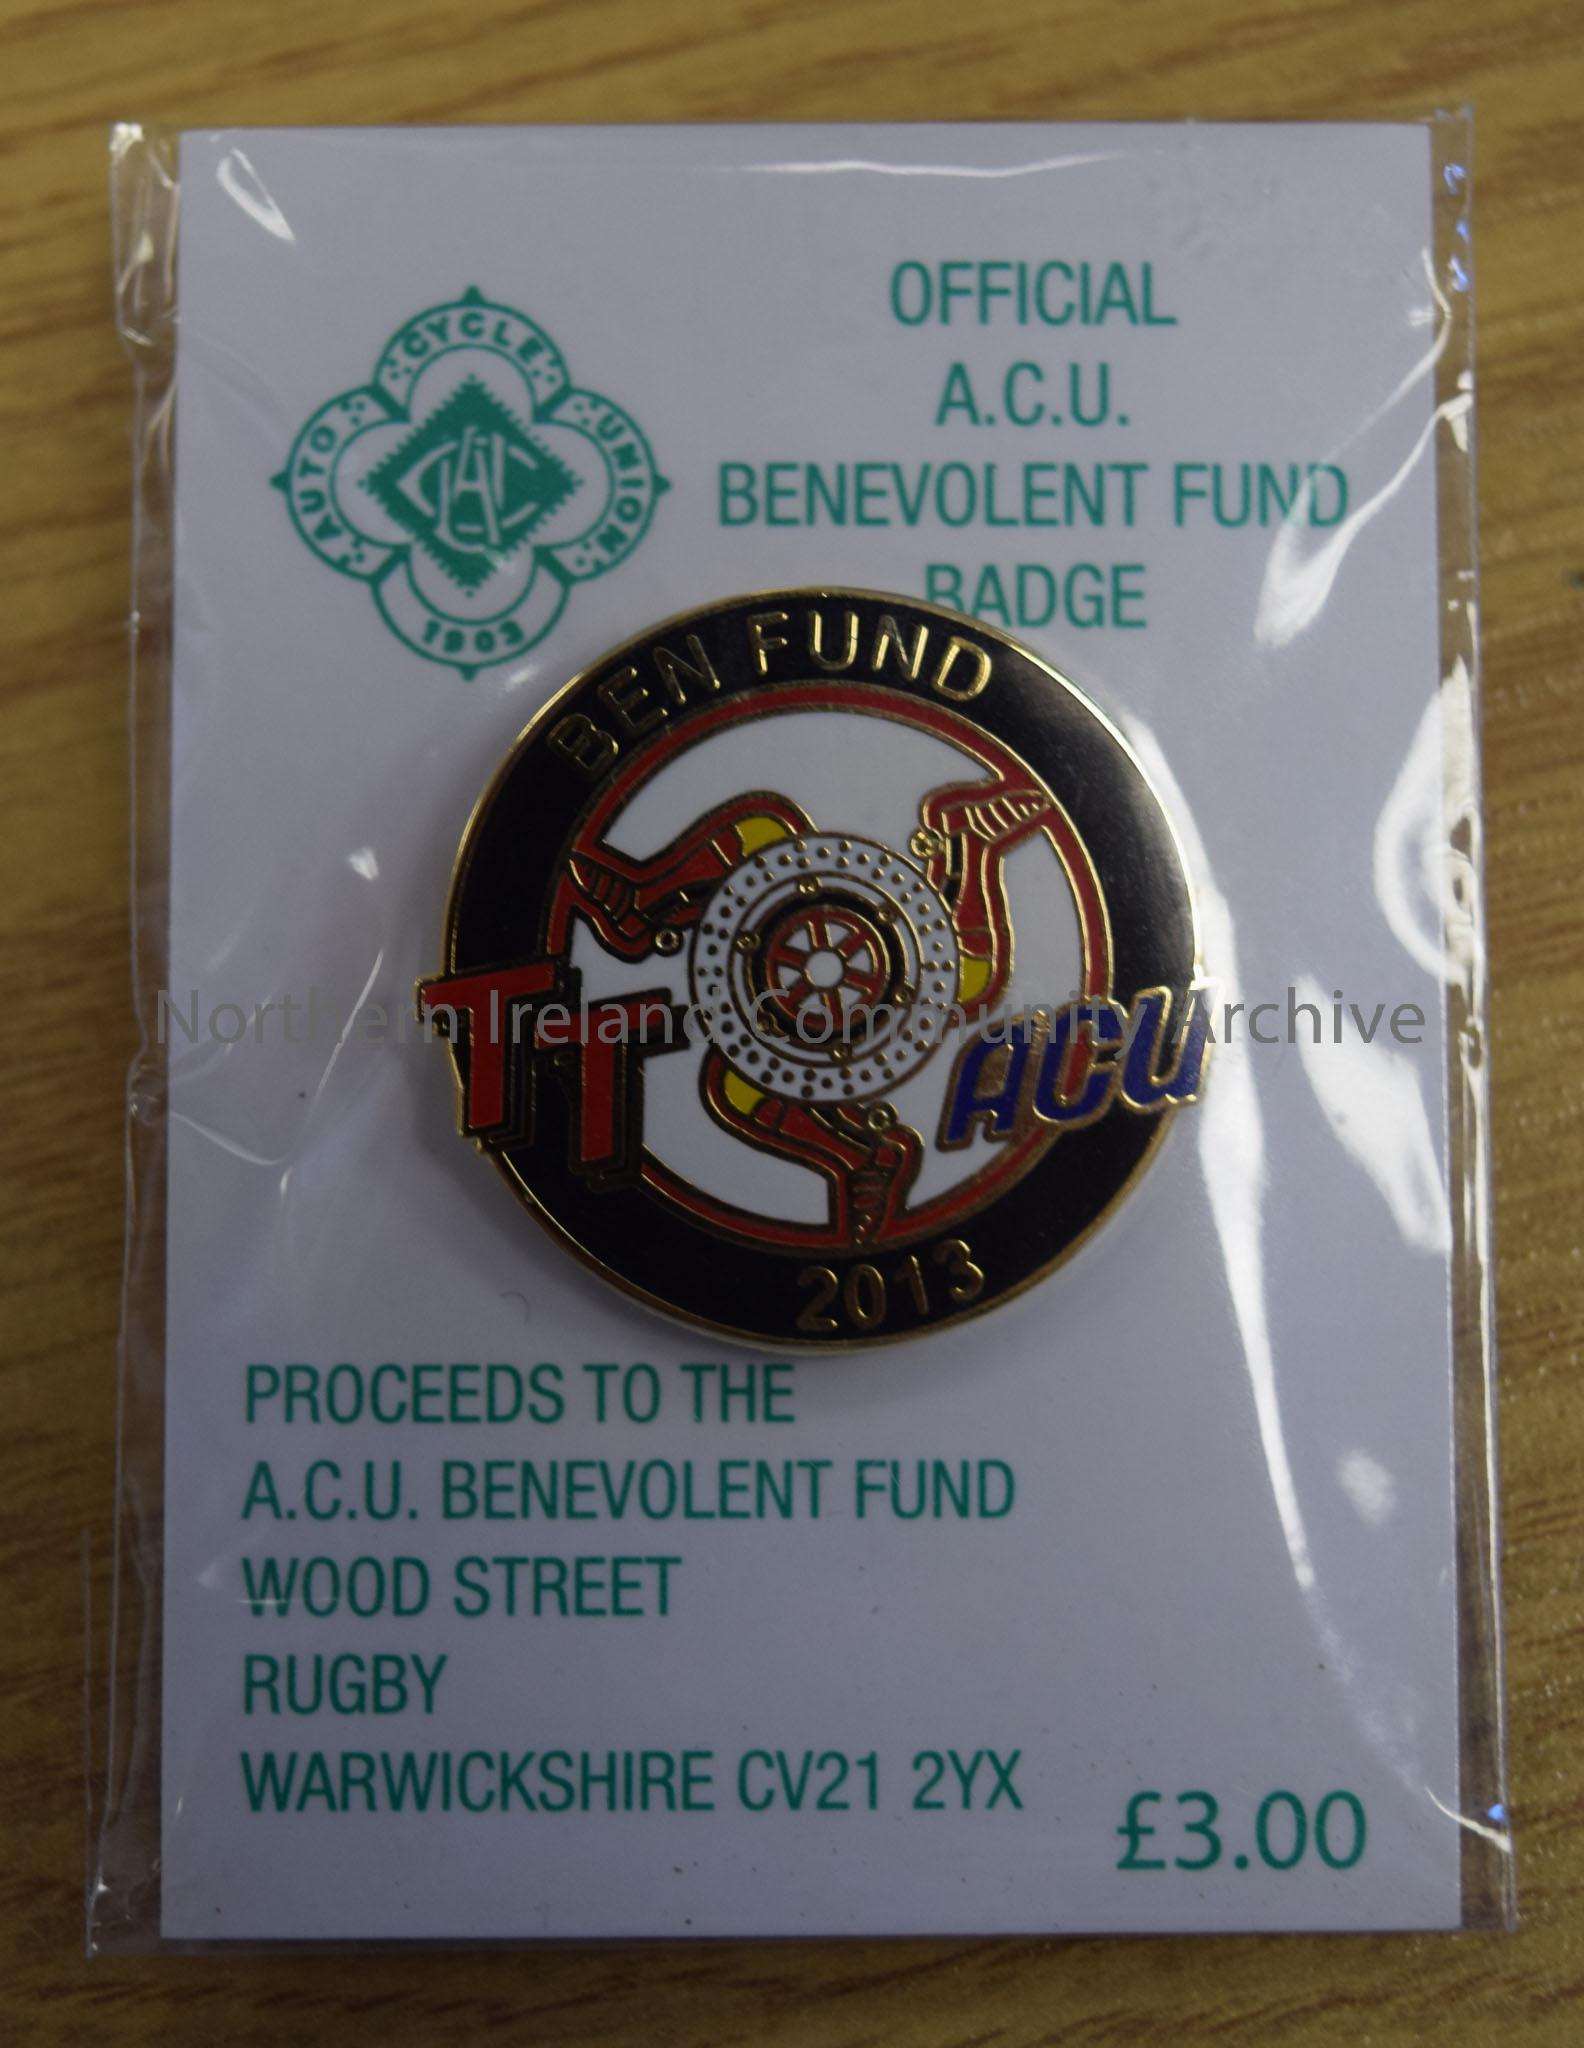 OFFICIAL
A.C.U.
BENEVOLENT FUND
BADGE
AUTO CYCLE UNION
1903
BEN FUND
TT
ACU
2013
Northern Ireland Community Archive
PROCEEDS TO THE
A.C.U. BENEVOLENT FUND
WOOD STREET
RUGBY
WARWICKSHIRE CV21 2YX
£3.00